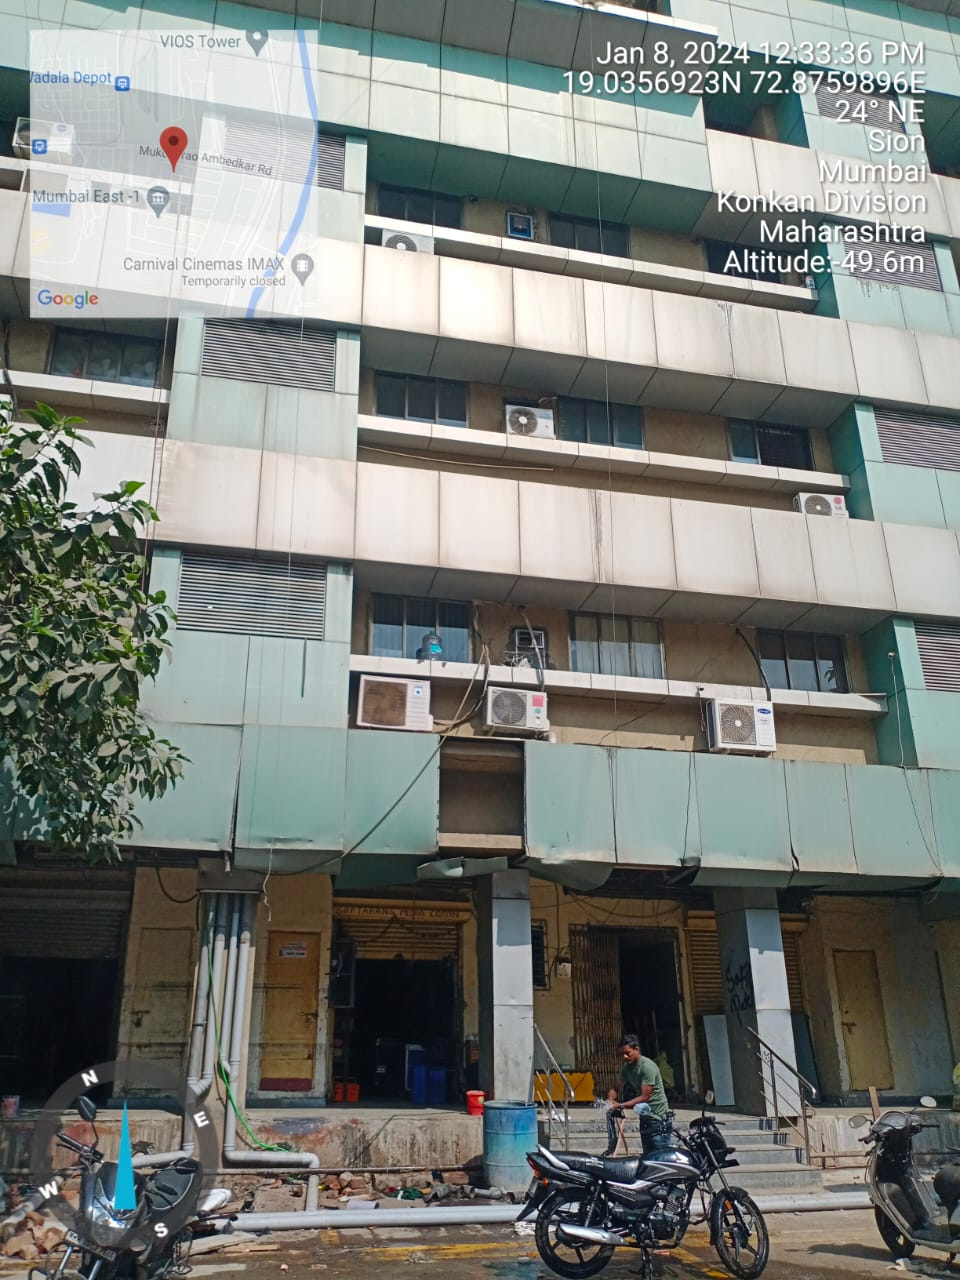 VIOS Tower
Wadala Depot
Rao Ambedkar Rd
Mumbai East -1
Carnival Cinemas IMAX
Temporarily closed
Google
Jan 8, 2024 12:33:36 PM
19.0356923N 72.8759896E
24° NE
Sion
Mumbai
Konkan Division
Maharashtra
Altitude:-49.6m
N
E
W
S